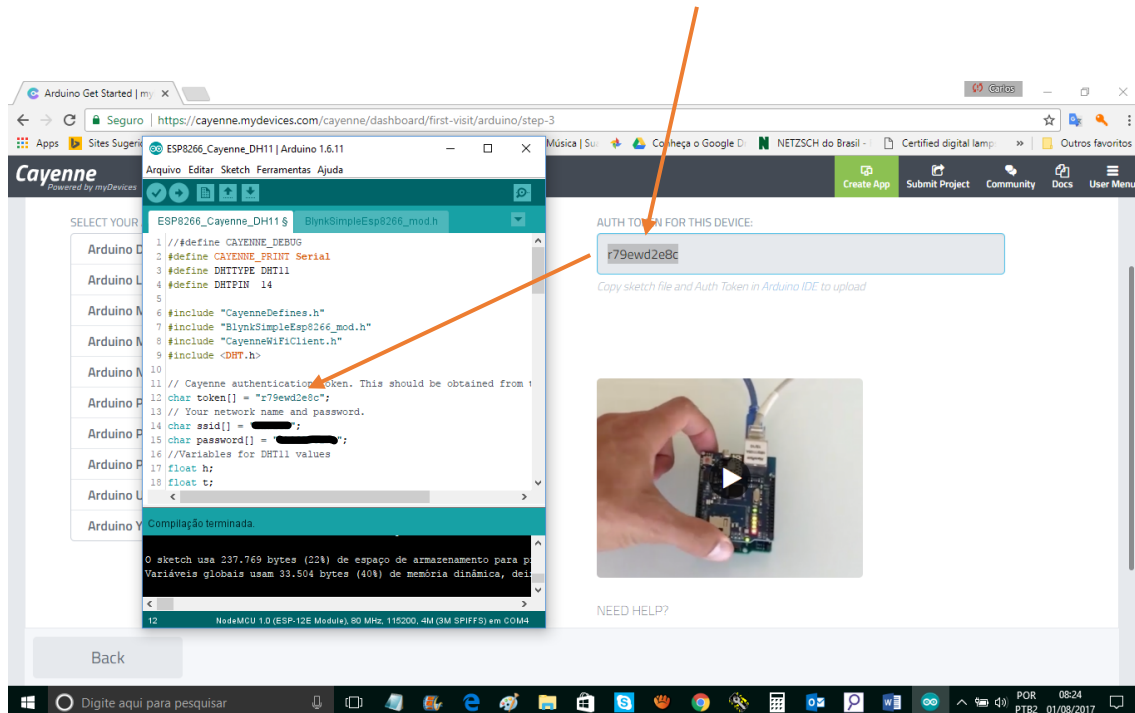 Carlos
Arduino Get Started | my
Seguro | https://cayenne.mydevices.com/cayenne/dashboard/first-visit/arduino/step-3
Apps
Sites Sugeri
Música | Su
Conheça o Google D
NETZSCH do Brasil -
Certified digital lamp
»
Outros favoritos
Cayenne
Powered by myDevices
Create App
Submit Project
Community
Docs
User Menu
SELECT YOUR
Arduino D
Arduino L
Arduino M
Arduino M
Arduino N
Arduino P
Arduino P
Arduino P
Arduino U
Arduino Y
ESP8266_Cayenne_DH11 | Arduino 1.6.11
Arquivo Editar Sketch Ferramentas Ajuda
ESP8266_Cayenne_DH11 §
BlynkSimpleEsp8266_mod.h
1 //#define CAYENNE_DEBUG
2 #define CAYENNE_PRINT Serial
3 #define DHTTYPE DHT11
4 #define DHTPIN 14
5
6 #include "CayenneDefines.h"
7 #include "BlynkSimpleEsp8266_mod.h"
8 #include "CayenneWiFiClient.h"
9 #include <DHT.h>
10
11 // Cayenne authentication token. This should be obtained from t
12 char token[] = "r79ewd2e8c";
13 // Your network name and password.
14 char ssid[] = " ";
15 char password[] = " ";
16 //Variables for DHT11 values
17 float h;
18 float t;
Compilação terminada.
O sketch usa 237.769 bytes (22%) de espaço de armazenamento para p
Variáveis globais usam 33.504 bytes (40%) de memória dinâmica, dei
12
NodeMCU 1.0 (ESP-12E Module), 80 MHz, 115200, 4M (3M SPIFFS) em COM4
AUTH TOKEN FOR THIS DEVICE:
r79ewd2e8c
Copy sketch file and Auth Token in Arduino IDE to upload
NEED HELP?
Back
Digite aqui para pesquisar
POR
PTB2
08:24
01/08/2017